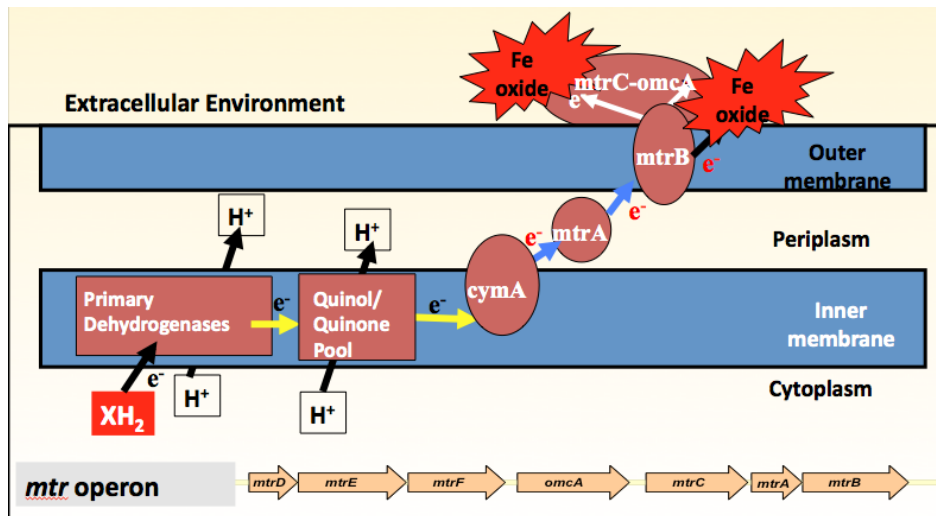 Fe
oxide
mtrC-omcA
e
Fe
oxide
Extracellular Environment
mtrB
e-
Outer
membrane
H+
H+
e-
mtrA
e-
Periplasm
Primary
Dehydrogenases
e-
Quinol/
Quinone
Pool
e-
cymA
Inner
membrane
XH2
e-
H+
H+
Cytoplasm
mtr operon
mtrD
mtrE
mtrF
omcA
mtrC
mtrA
mtrB